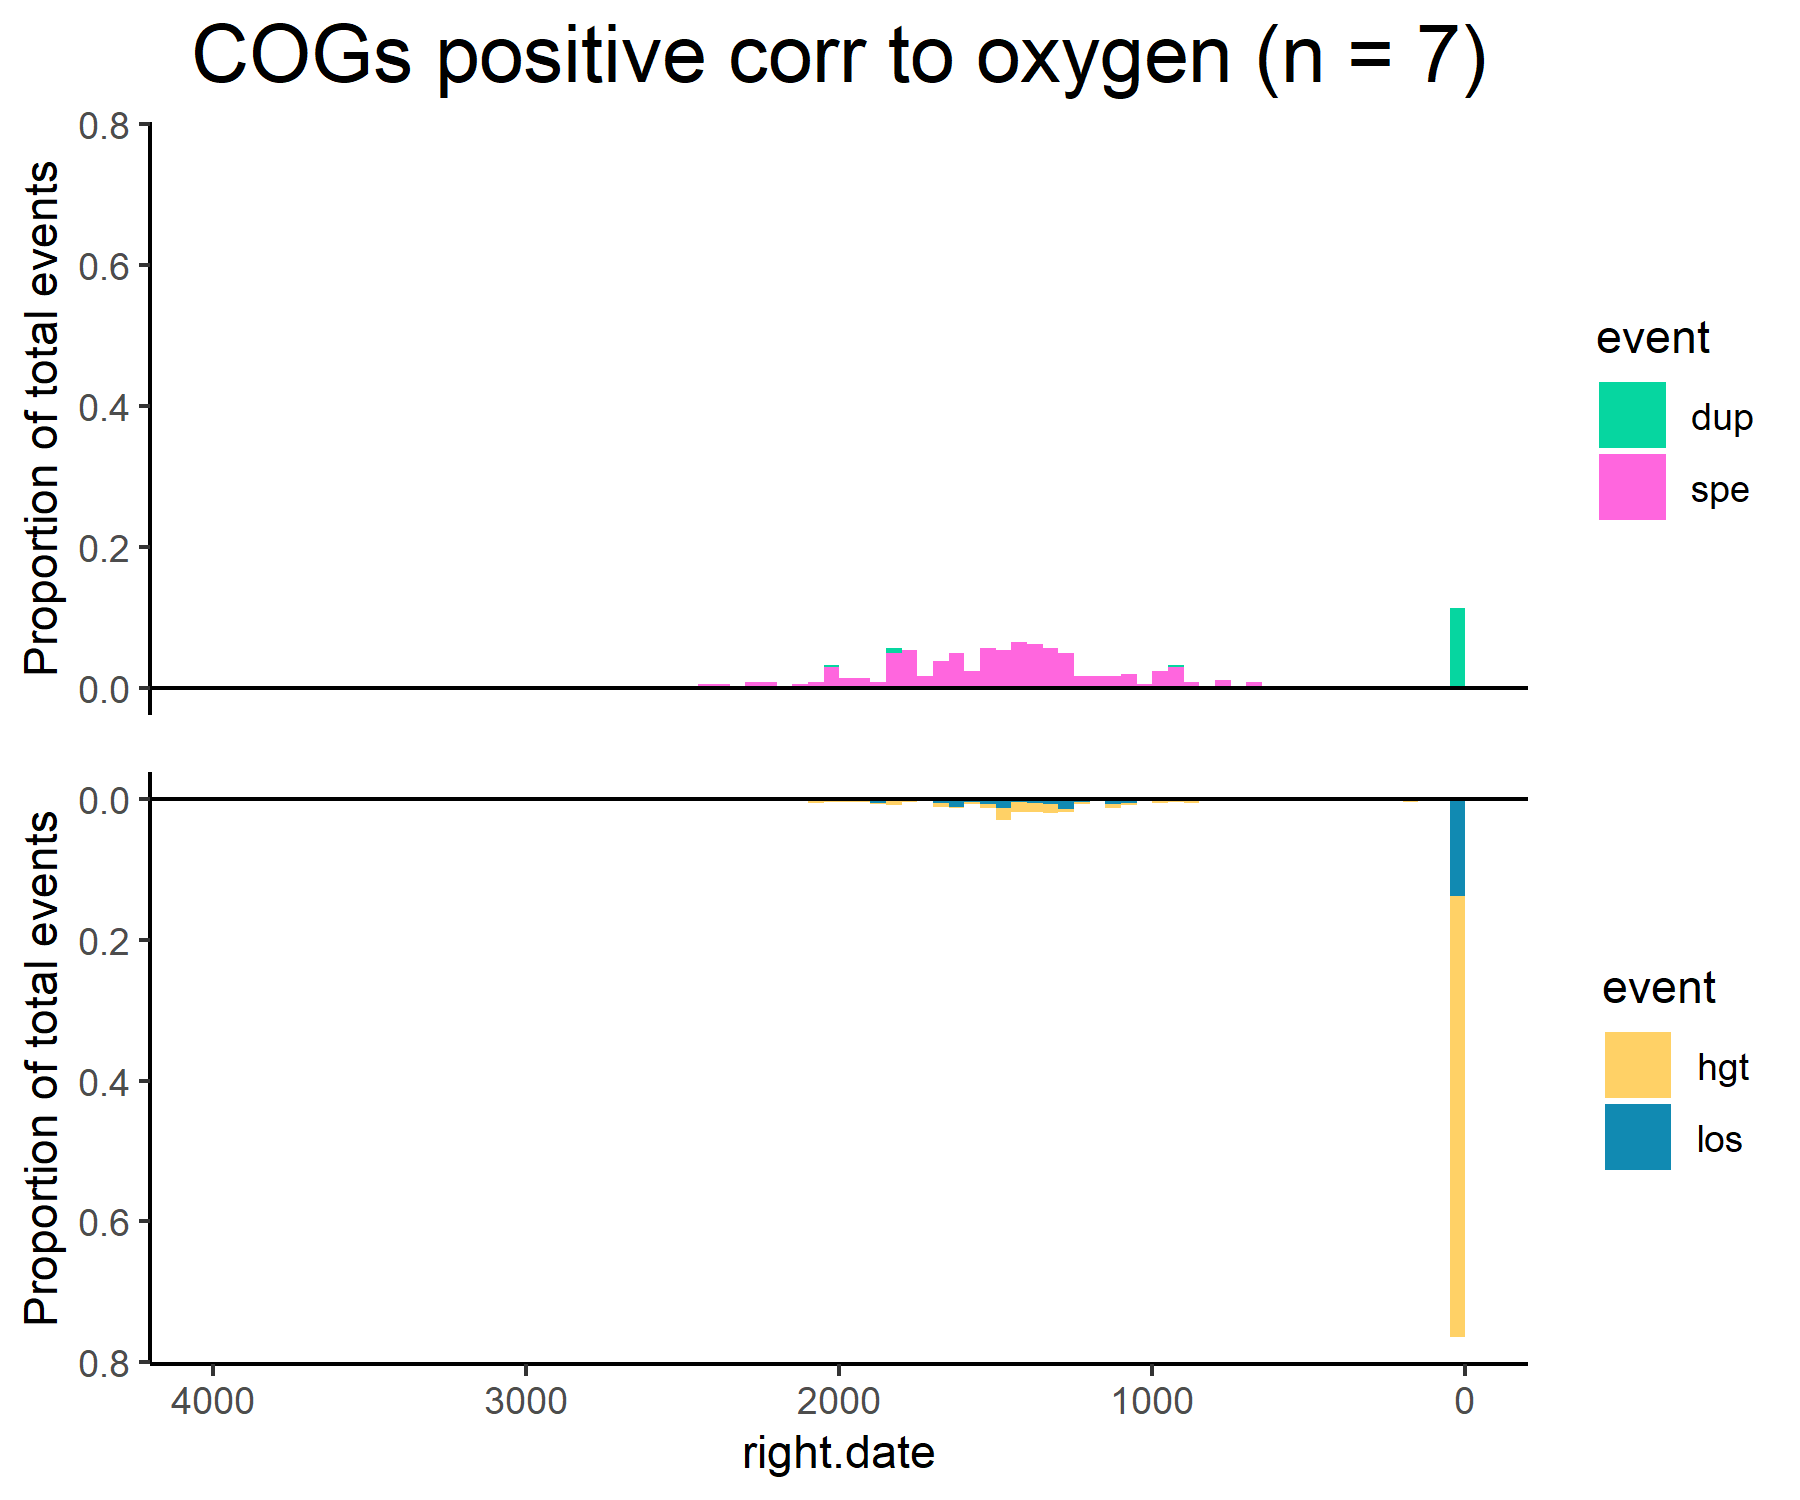 COGs positive corr to oxygen (n = 7)
Proportion of total events
0.8
0.6
0.4
0.2
0.0
event
dup
spe
Proportion of total events
0.0
0.2
0.4
0.6
0.8
event
hgt
los
4000 3000 2000 1000 0
right.date